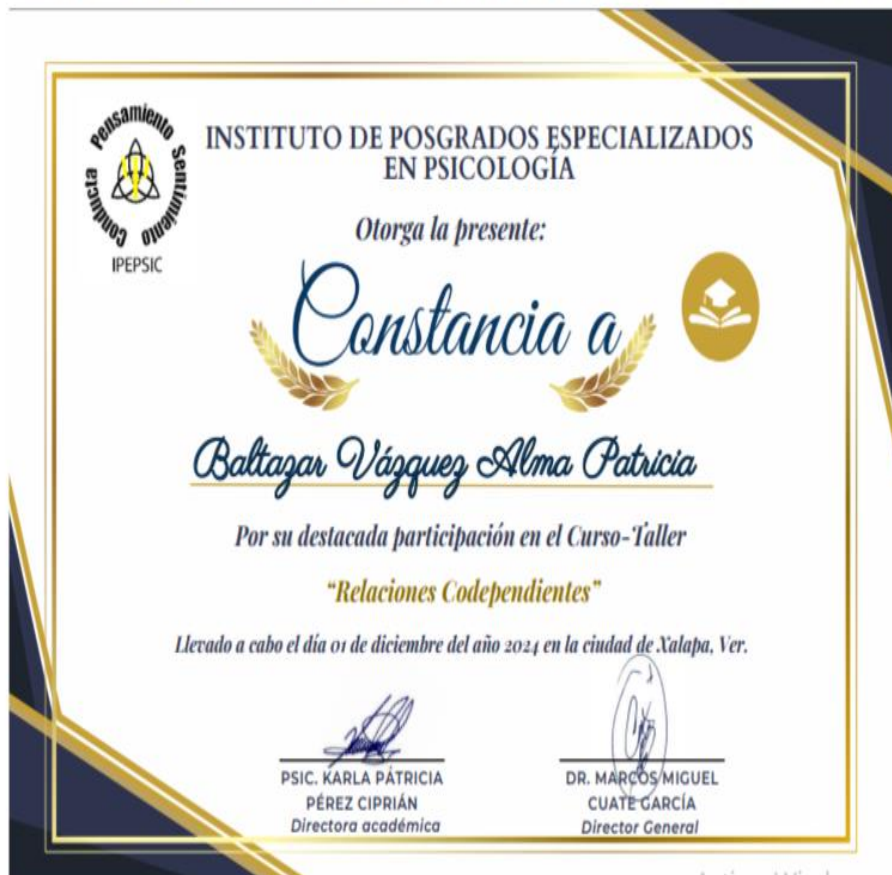 Conducta Pensamiento Sentimiento
IPEPSIC
INSTITUTO DE POSGRADOS ESPECIALIZADOS
EN PSICOLOGÍA
Otorga la presente:
Constancia a
Baltazar Vázquez Alma Patricia
Por su destacada participación en el Curso-Taller
“Relaciones Codependientes”
Llevado a cabo el día 01 de diciembre del año 2024 en la ciudad de Xalapa, Ver.
PSIC. KARLA PÁTRICIA
PÉREZ CIPRIÁN
Directora académica
DR. MARCOS MIGUEL
CUATE GARCÍA
Director General